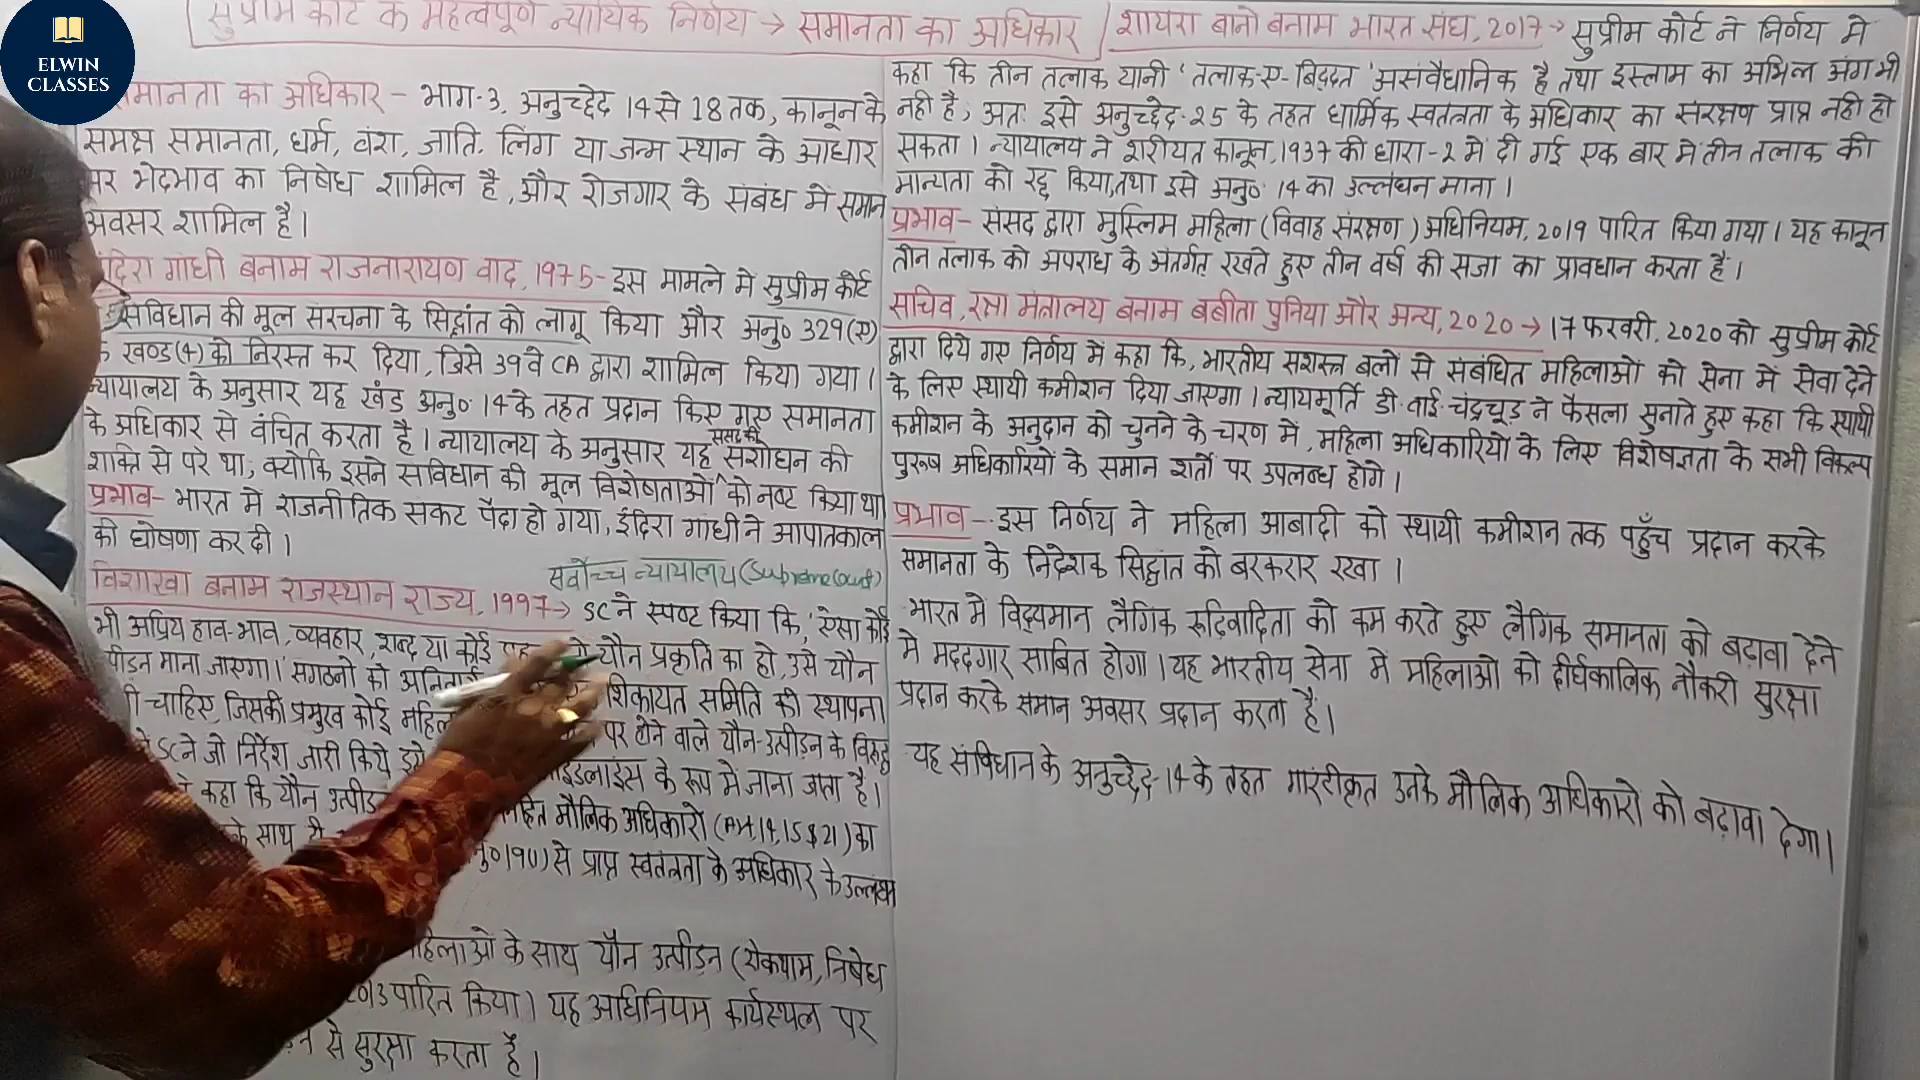 ELWIN
CLASSES
सुप्रीम कोर्ट के महत्वपूर्ण न्यायिक निर्णय → समानता का अधिकार
समानता का अधिकार – भाग-3, अनुच्छेद 14 से 18 तक, कानून के
समक्ष समानता, धर्म, वंश, जाति, लिंग या जन्म स्थान के आधार
पर भेदभाव का निषेध शामिल है, और रोजगार के संबंध में समान
अवसर शामिल है।
इंदिरा गांधी बनाम राजनारायण वाद, 1975 – इस मामले में सुप्रीम कोर्ट
संविधान की मूल संरचना के सिद्धांत को लागू किया और अनु० 329(ए)
के खण्ड(4) को निरस्त कर दिया, जिसे 39वें CA द्वारा शामिल किया गया।
न्यायालय के अनुसार यह खंड अनु० 14 के तहत प्रदान किए गए समानता
के अधिकार से वंचित करता है। न्यायालय के अनुसार यह संसद की संशोधन की
शक्ति से परे था, क्योंकि इसने संविधान की मूल विशेषताओं को नष्ट किया था
प्रभाव – भारत में राजनीतिक संकट पैदा हो गया, इंदिरा गांधी ने आपातकाल
की घोषणा कर दी।
सर्वोच्च न्यायालय (Supreme Court)
विशाखा बनाम राजस्थान राज्य, 1997 → SC ने स्पष्ट किया कि, 'ऐसा कोई
भी अप्रिय हाव-भाव, व्यवहार, शब्द या कोई यौन प्रकृति का हो, उसे यौन
पीड़न माना जाएगा।' संगठनों को शिकायत समिति की स्थापना
चाहिए, जिसकी प्रमुख कोई पर होने वाले यौन-उत्पीड़न के विरुद्ध
SC ने जो निर्देश जारी किये के रूप में जाना जाता है।
कहा कि यौन मौलिक अधिकारों (Art, 14, 15 & 21) का
के साथ से प्राप्त स्वतंत्रता के अधिकार के उल्लंघन
के साथ यौन उत्पीड़न (रोकथाम, निषेध
2013 पारित किया। यह अधिनियम कार्यस्थल पर
से सुरक्षा करता है।
शायरा बानो बनाम भारत संघ, 2017 → सुप्रीम कोर्ट ने निर्णय में
कहा कि तीन तलाक यानी 'तलाक-ए-बिद्दत' असंवैधानिक है तथा इस्लाम का अभिन्न अंग भी
नहीं है; अतः इसे अनुच्छेद-25 के तहत धार्मिक स्वतंत्रता के अधिकार का संरक्षण प्राप्त नहीं हो
सकता। न्यायालय ने शरीयत कानून, 1937 की धारा-2 में दी गई एक बार में तीन तलाक की
मान्यता को रद्द किया, तथा इसे अनु० 14 का उल्लंघन माना।
प्रभाव – संसद द्वारा मुस्लिम महिला (विवाह संरक्षण) अधिनियम, 2019 पारित किया गया। यह कानून
तीन तलाक को अपराध के अंतर्गत रखते हुए तीन वर्ष की सजा का प्रावधान करता है।
सचिव, रक्षा मंत्रालय बनाम बबीता पुनिया और अन्य, 2020 → 17 फरवरी, 2020 को सुप्रीम कोर्ट
द्वारा दिये गए निर्णय में कहा कि, भारतीय सशस्त्र बलों से संबंधित महिलाओं को सेना में सेवा देने
के लिए स्थायी कमीशन दिया जाएगा। न्यायमूर्ति डी. वाई. चंद्रचूड़ ने फैसला सुनाते हुए कहा कि स्थायी
कमीशन के अनुदान को चुनने के चरण में, महिला अधिकारियों के लिए विशेषज्ञता के सभी विकल्प
पुरुष अधिकारियों के समान शर्तों पर उपलब्ध होंगे।
प्रभाव – इस निर्णय ने महिला आबादी को स्थायी कमीशन तक पहुँच प्रदान करके
समानता के निदेशक सिद्धांत को बरकरार रखा।
भारत में विद्यमान लैंगिक रूढ़िवादिता को कम करते हुए लैंगिक समानता को बढ़ावा देने
में मददगार साबित होगा। यह भारतीय सेना में महिलाओं को दीर्घकालिक नौकरी सुरक्षा
प्रदान करके समान अवसर प्रदान करता है।
यह संविधान के अनुच्छेद-14 के तहत गारंटीकृत उनके मौलिक अधिकारों को बढ़ावा देगा।